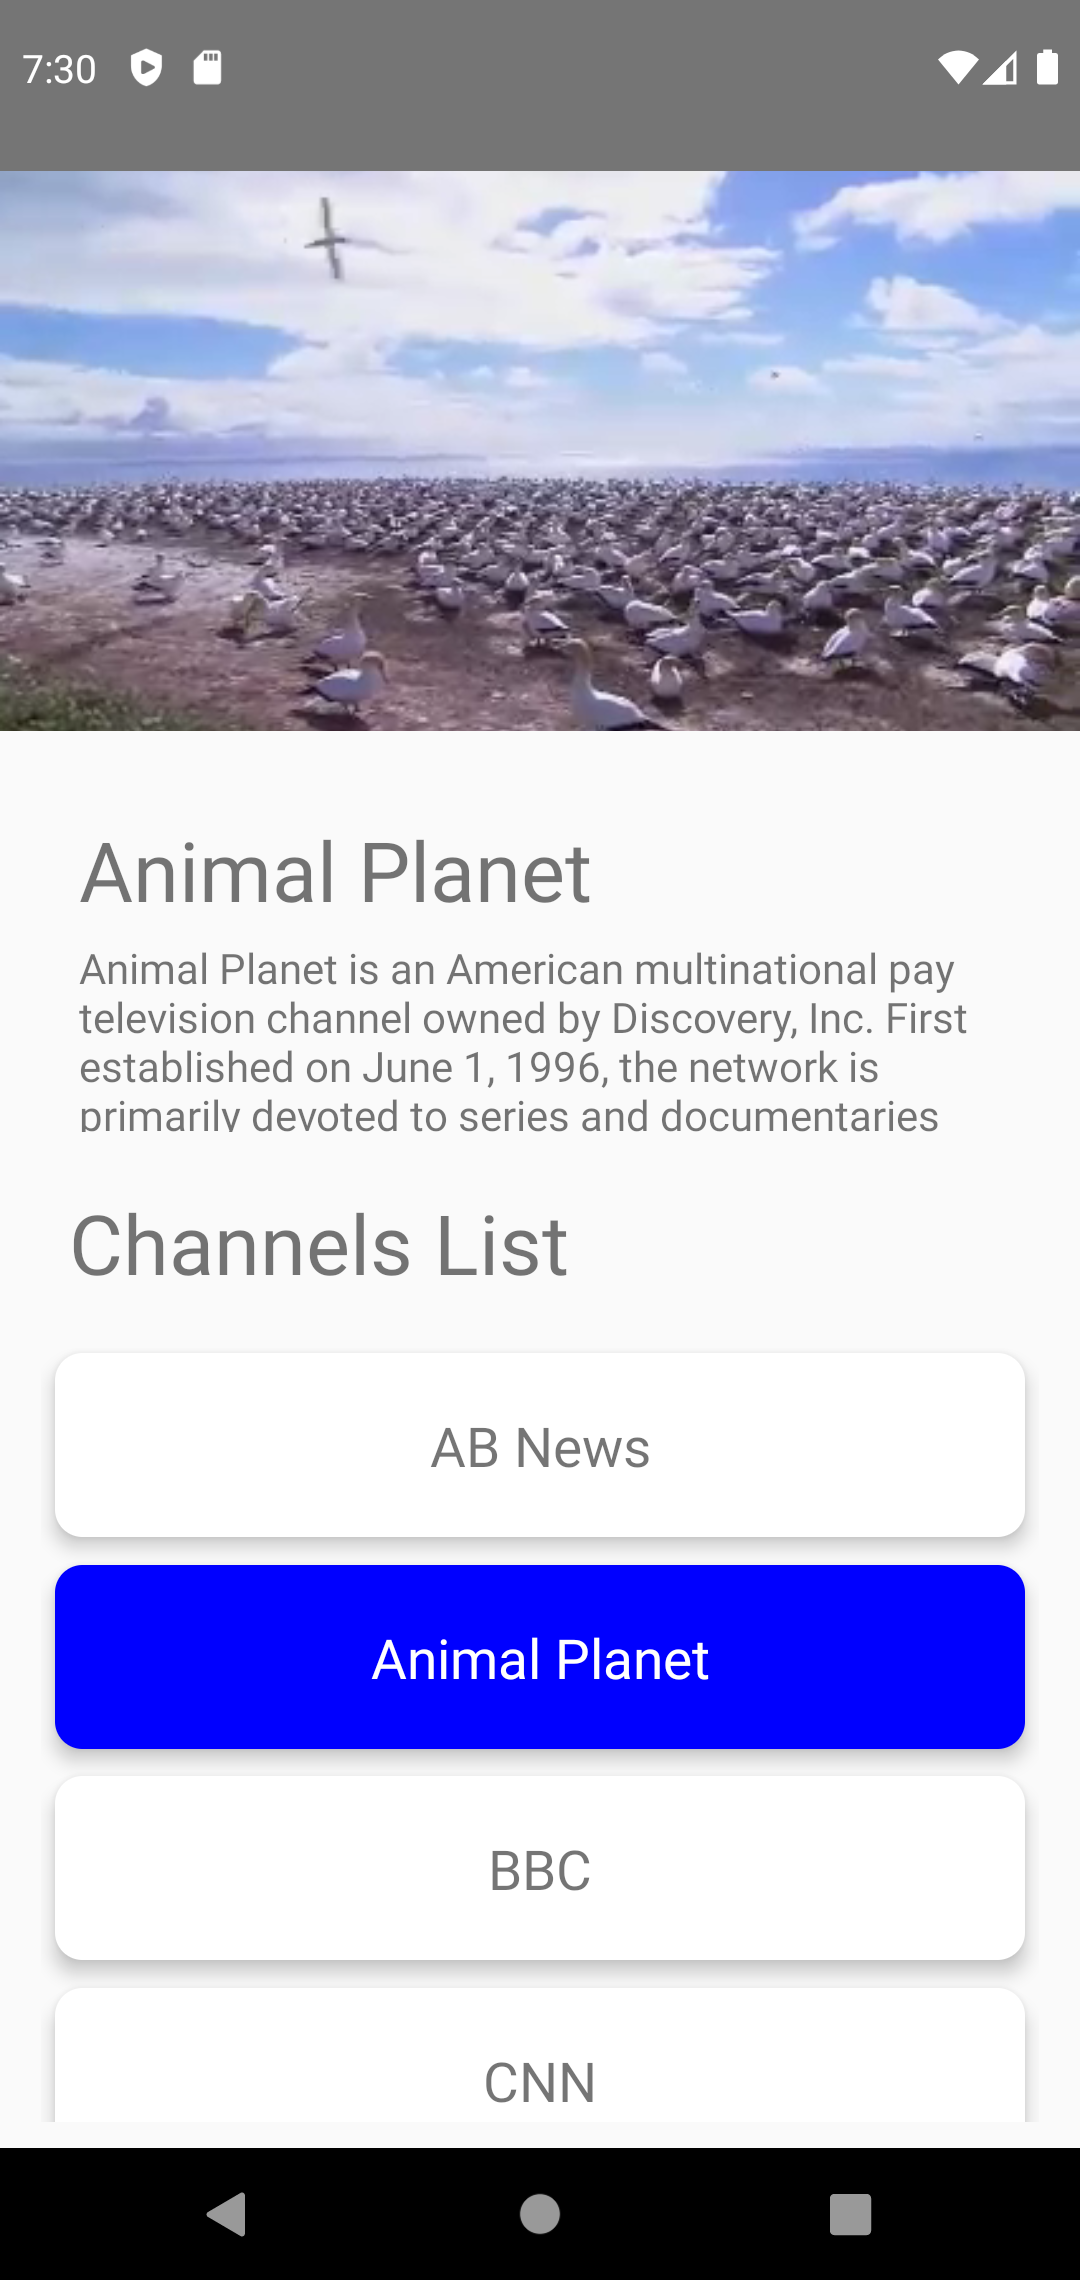 7:30
Animal Planet
Animal Planet is an American multinational pay
television channel owned by Discovery, Inc. First
established on June 1, 1996, the network is
primarily devoted to series and documentaries
Channels List
AB News
Animal Planet
BBC
CNN